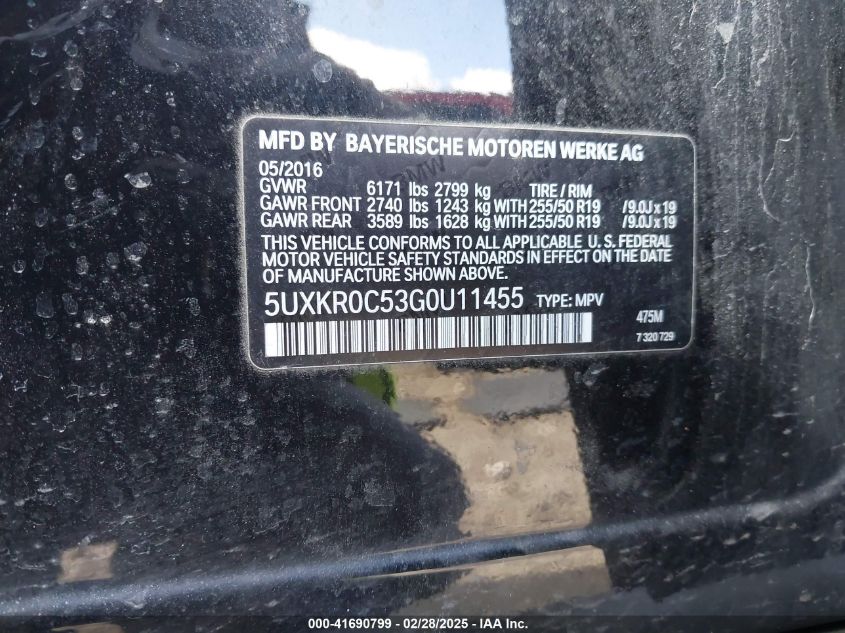 MFD BY BAYERISCHE MOTOREN WERKE AG
05/2016
GVWR 6171 lbs 2799 kg TIRE / RIM
GAWR FRONT 2740 lbs 1243 kg WITH 255/50 R19 /9.0J x 19
GAWR REAR 3589 lbs 1628 kg WITH 255/50 R19 /9.0J x 19
THIS VEHICLE CONFORMS TO ALL APPLICABLE U. S. FEDERAL
MOTOR VEHICLE SAFETY STANDARDS IN EFFECT ON THE DATE
OF MANUFACTURE SHOWN ABOVE.
5UXKR0C53G0U11455 TYPE: MPV
475M
7 320 729
000-41690799 - 02/28/2025 - IAA Inc.